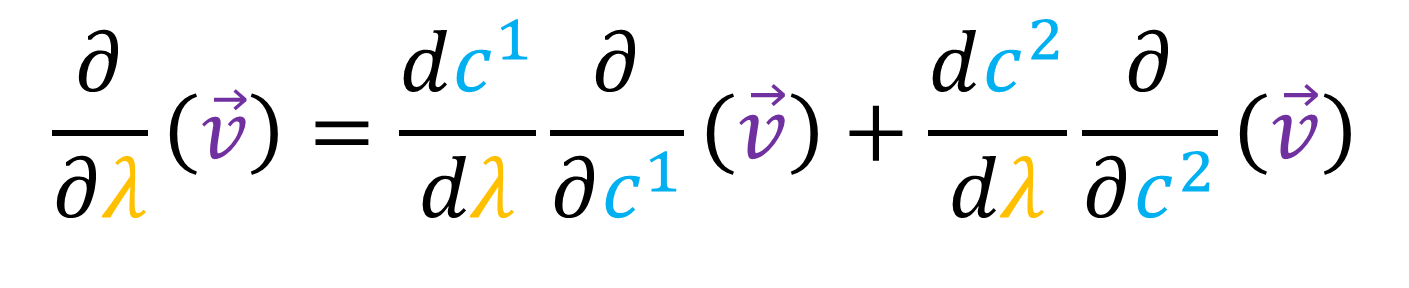 ∂/∂λ (v⃗) = dc¹/dλ ∂/∂c¹ (v⃗) + dc²/dλ ∂/∂c² (v⃗)